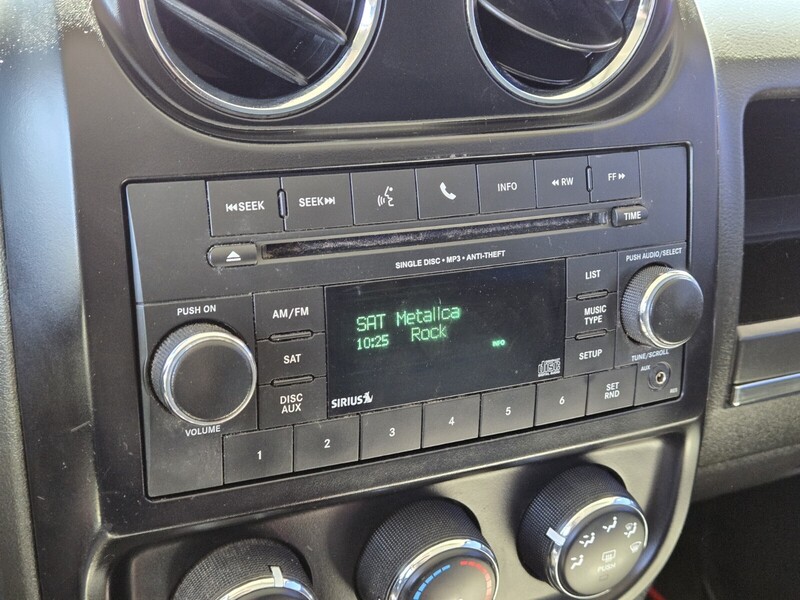 SEEK SEEK INFO RW FF
TIME
SINGLE DISC • MP3 • ANTI-THEFT
PUSH AUDIO/SELECT
LIST
PUSH ON
AM/FM
SAT Metallca
MUSIC
TYPE
10:25 Rock
INFO
SAT
SETUP
TUNE/SCROLL
DISC
AUX
SIRIUS
SET
RND
AUX
VOLUME
1 2 3 4 5 6
PUSH